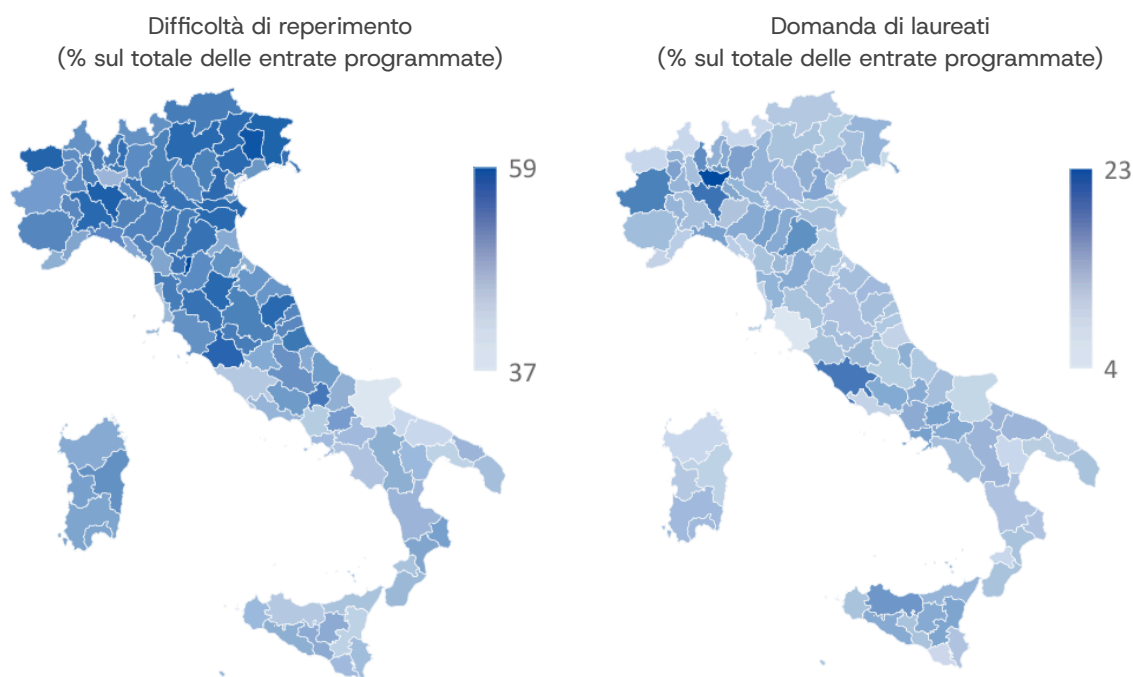 Difficoltà di reperimento
(% sul totale delle entrate programmate)
59
37
Domanda di laureati
(% sul totale delle entrate programmate)
23
4